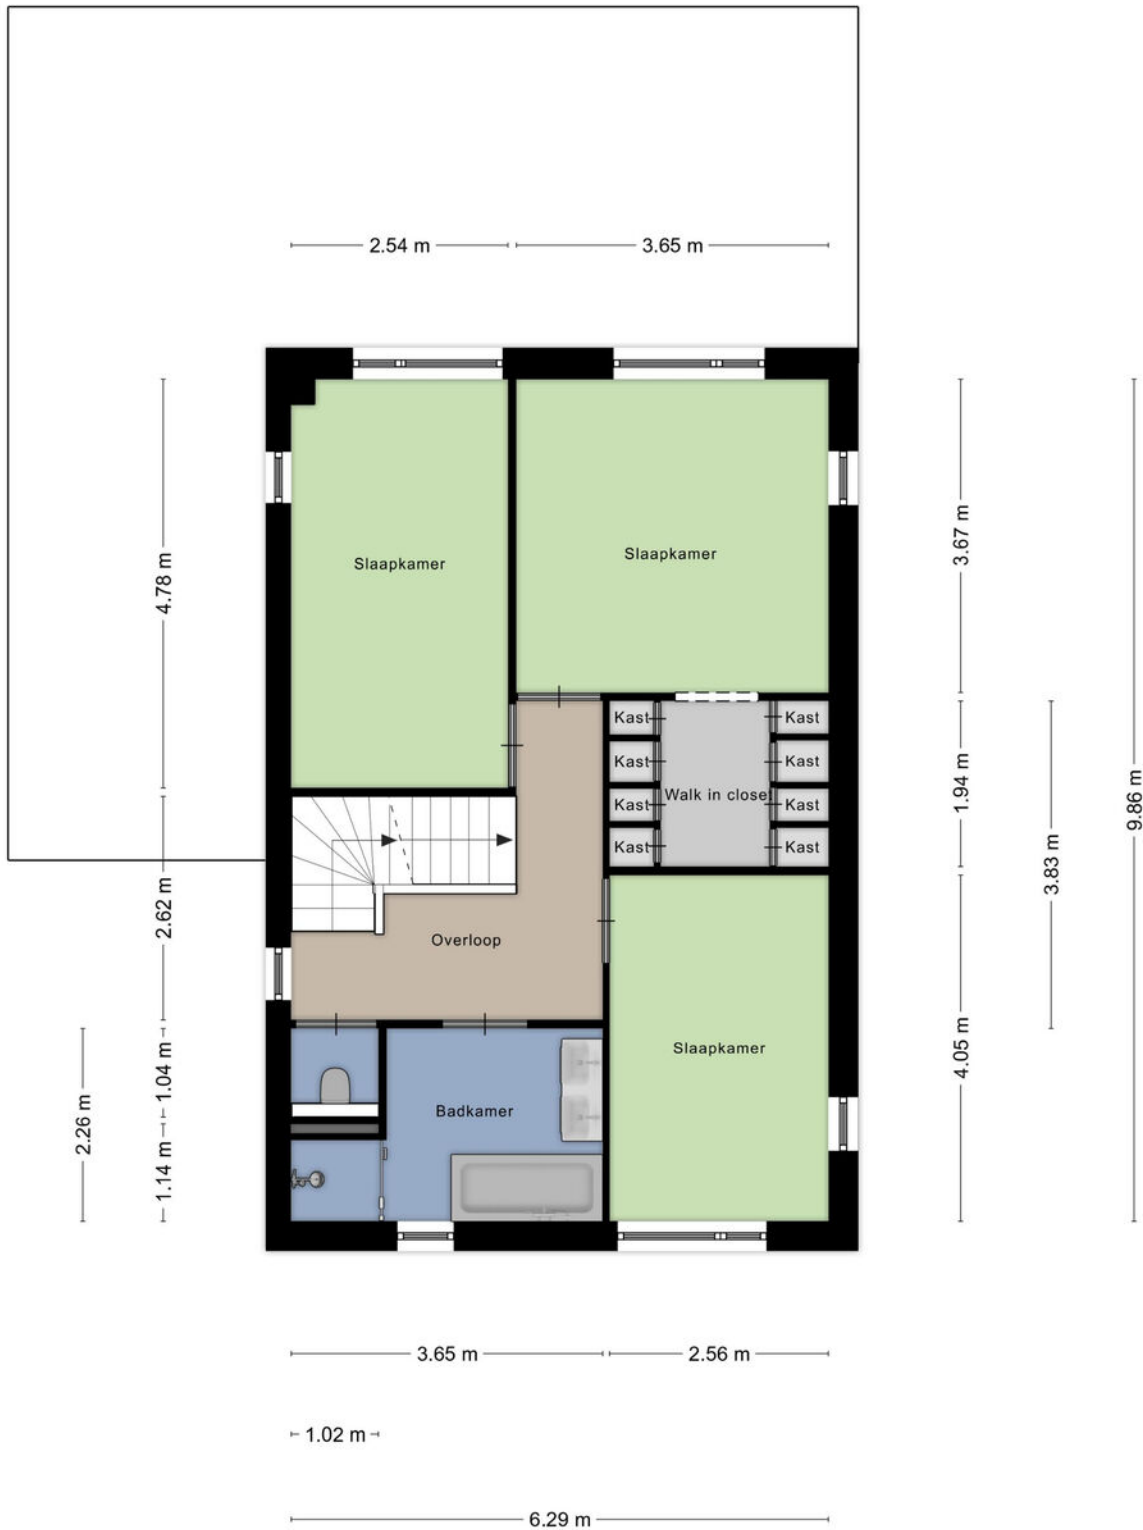 2.54 m
3.65 m
Slaapkamer
Slaapkamer
4.78 m
3.67 m
9.86 m
Kast
Kast
Kast
Kast
Walk in closet
Kast
Kast
Kast
Kast
1.94 m
3.83 m
2.62 m
Overloop
Slaapkamer
4.05 m
1.04 m
2.26 m
Badkamer
1.14 m
3.65 m
2.56 m
1.02 m
6.29 m